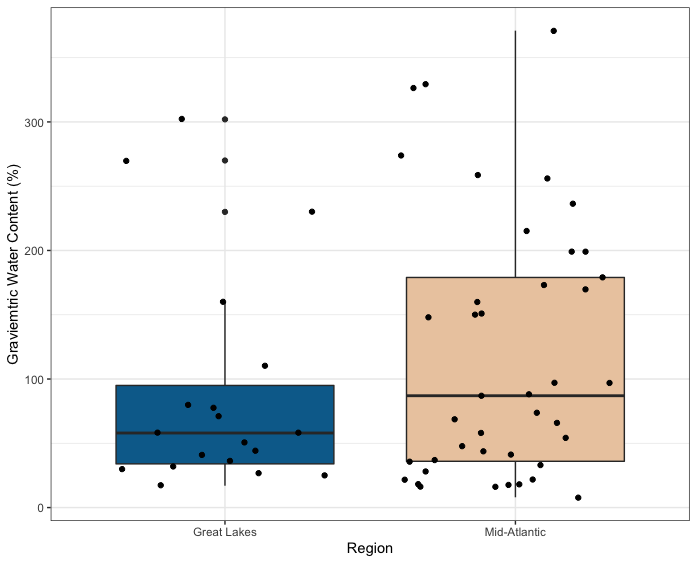 300
200
100
0
Graviemtric Water Content (%)
Great Lakes
Mid-Atlantic
Region